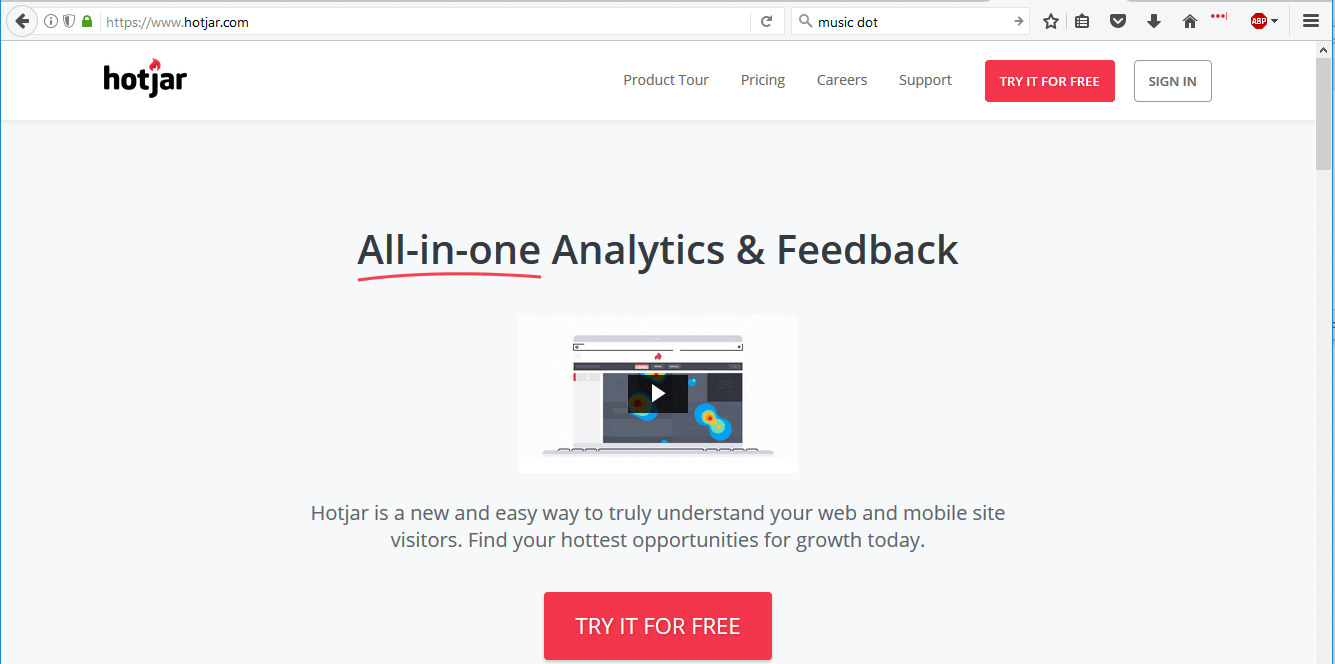 https://www.hotjar.com
music dot
ABP
hotjar
Product Tour
Pricing
Careers
Support
TRY IT FOR FREE
SIGN IN
All-in-one Analytics & Feedback
Hotjar is a new and easy way to truly understand your web and mobile site
visitors. Find your hottest opportunities for growth today.
TRY IT FOR FREE